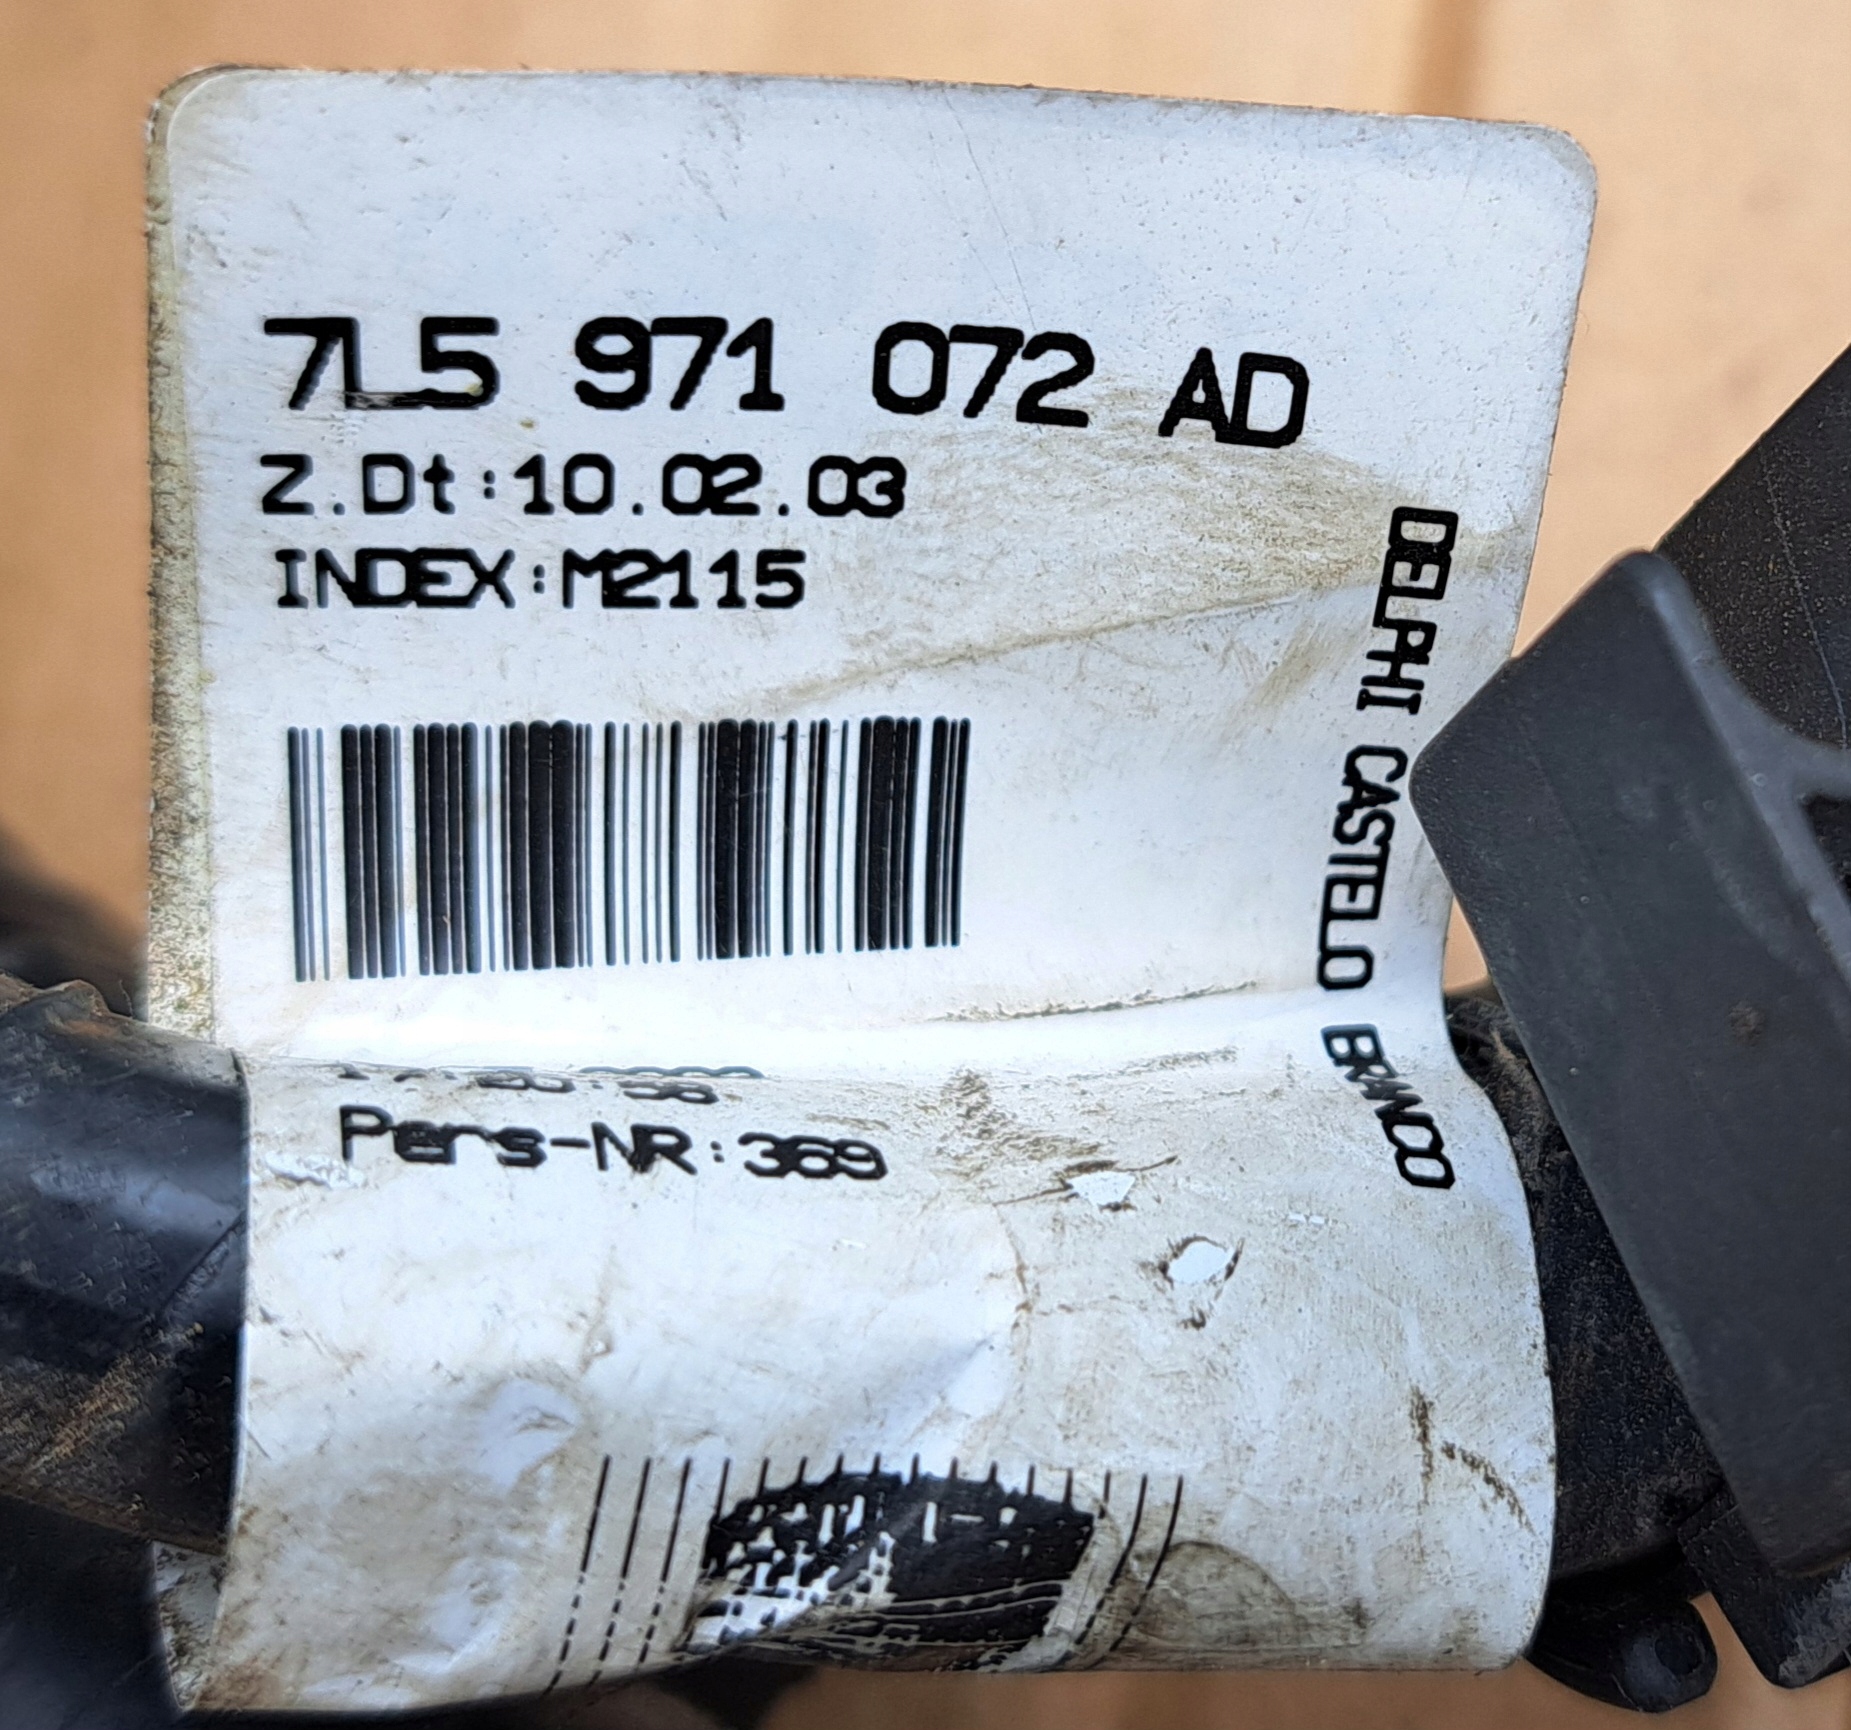 7L5 971 072 AD
Z.Dt:10.02.03
INDEX:M2115
Pers-NR:369
DELPHI CASTELO BRANCO